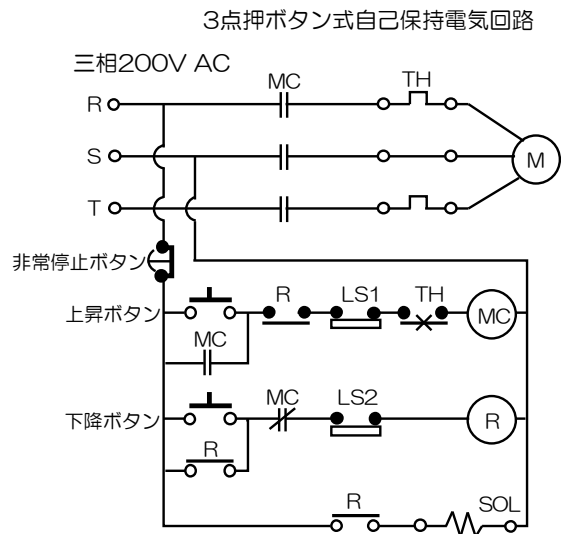 3点押ボタン式自己保持電気回路
三相200V AC
MC
TH
R
S
M
T
非常停止ボタン
上昇ボタン
R
LS1
TH
MC
MC
下降ボタン
MC
LS2
R
R
R
SOL